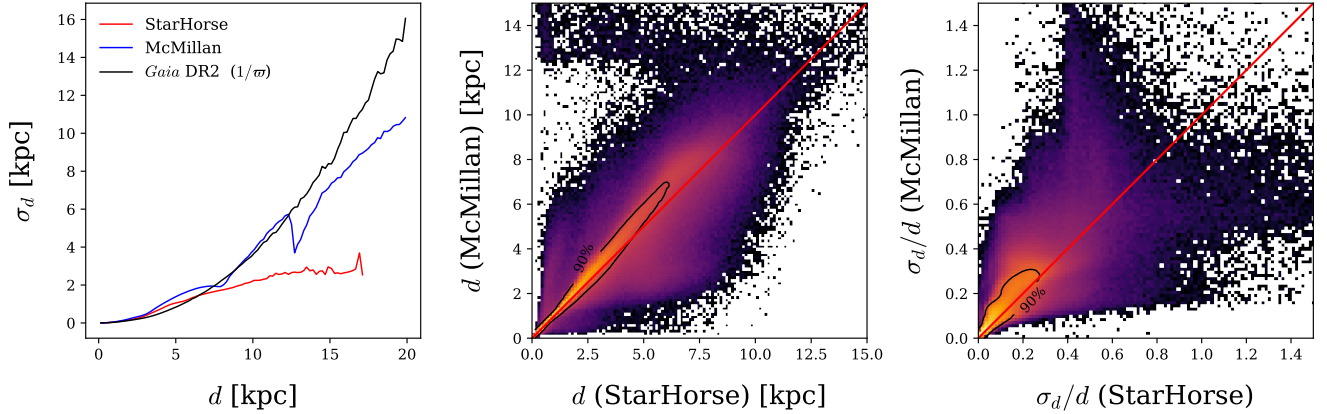 StarHorse
McMillan
Gaia DR2 (1/ϖ)
16
14
12
10
8
6
4
2
0
σd [kpc]
0 5 10 15 20
d [kpc]
14
12
10
8
6
4
2
0
d (McMillan) [kpc]
90%
0.0 2.5 5.0 7.5 10.0 12.5 15.0
d (StarHorse) [kpc]
1.4
1.2
1.0
0.8
0.6
0.4
0.2
0.0
σd/d (McMillan)
90%
0.0 0.2 0.4 0.6 0.8 1.0 1.2 1.4
σd/d (StarHorse)